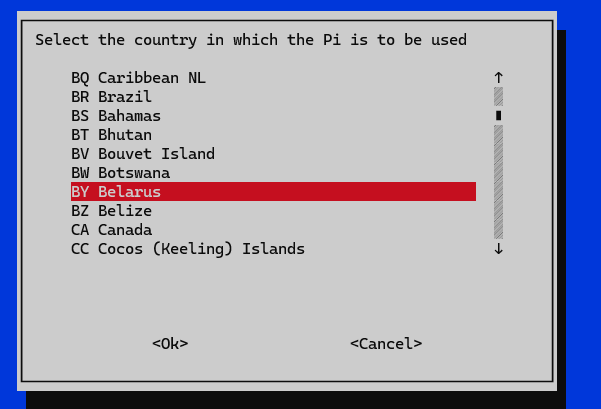 Select the country in which the Pi is to be used
BQ Caribbean NL
BR Brazil
BS Bahamas
BT Bhutan
BV Bouvet Island
BW Botswana
BY Belarus
BZ Belize
CA Canada
CC Cocos (Keeling) Islands
<Ok> <Cancel>